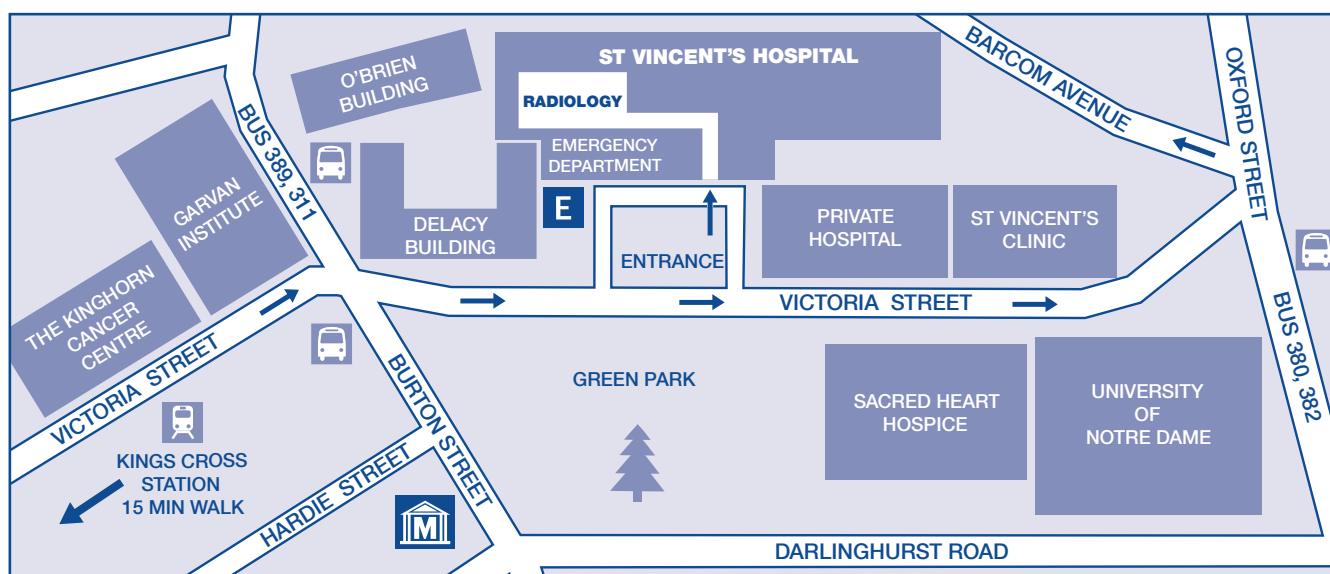 ST VINCENT'S HOSPITAL
O'BRIEN
BUILDING
RADIOLOGY
EMERGENCY
DEPARTMENT
BARCOM AVENUE
OXFORD STREET
BUS 389, 311
GARVAN
INSTITUTE
DELACY
BUILDING
E
ENTRANCE
PRIVATE
HOSPITAL
ST VINCENT'S
CLINIC
THE KINGHORN
CANCER
CENTRE
VICTORIA STREET
VICTORIA STREET
BURTON STREET
GREEN PARK
SACRED HEART
HOSPICE
UNIVERSITY
OF
NOTRE DAME
BUS 380, 382
KINGS CROSS
STATION
15 MIN WALK
HARDIE STREET
M
DARLINGHURST ROAD